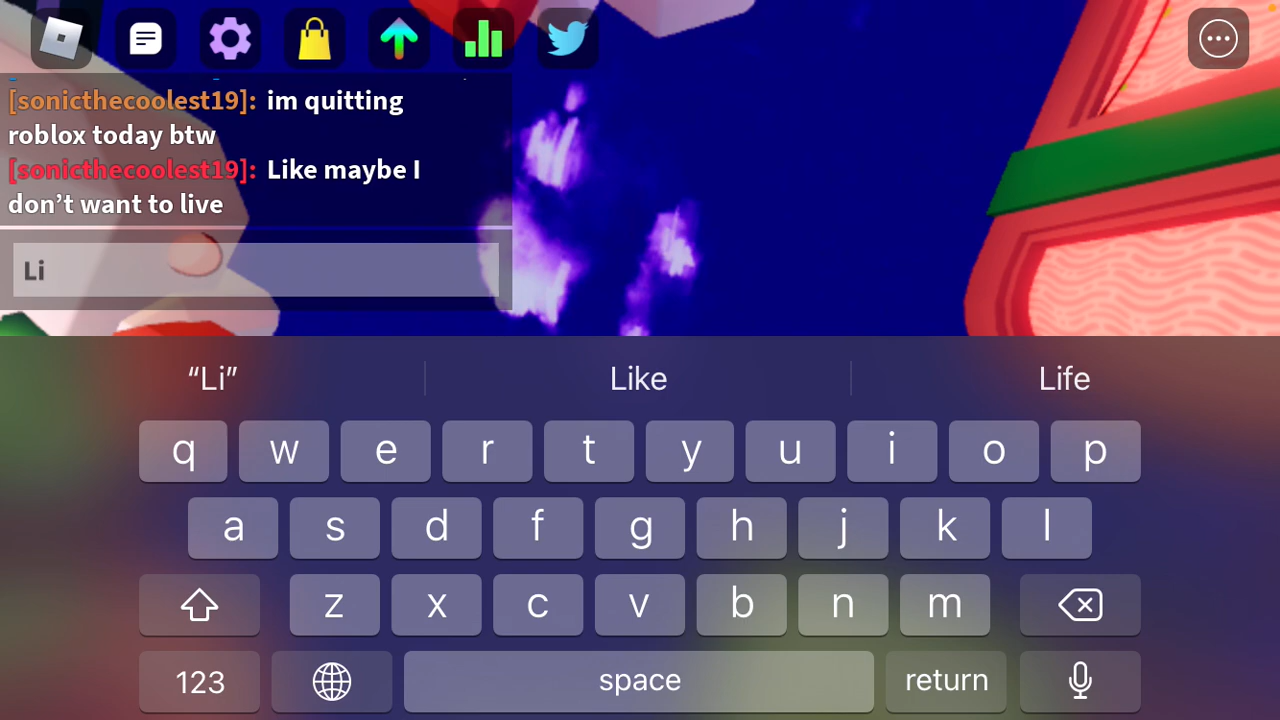 [sonicthecoolest19]: im quitting
roblox today btw
[sonicthecoolest19]: Like maybe I
don’t want to live
Li
“Li” Like Life
q w e r t y u i o p
a s d f g h j k l
z x c v b n m
123 space return